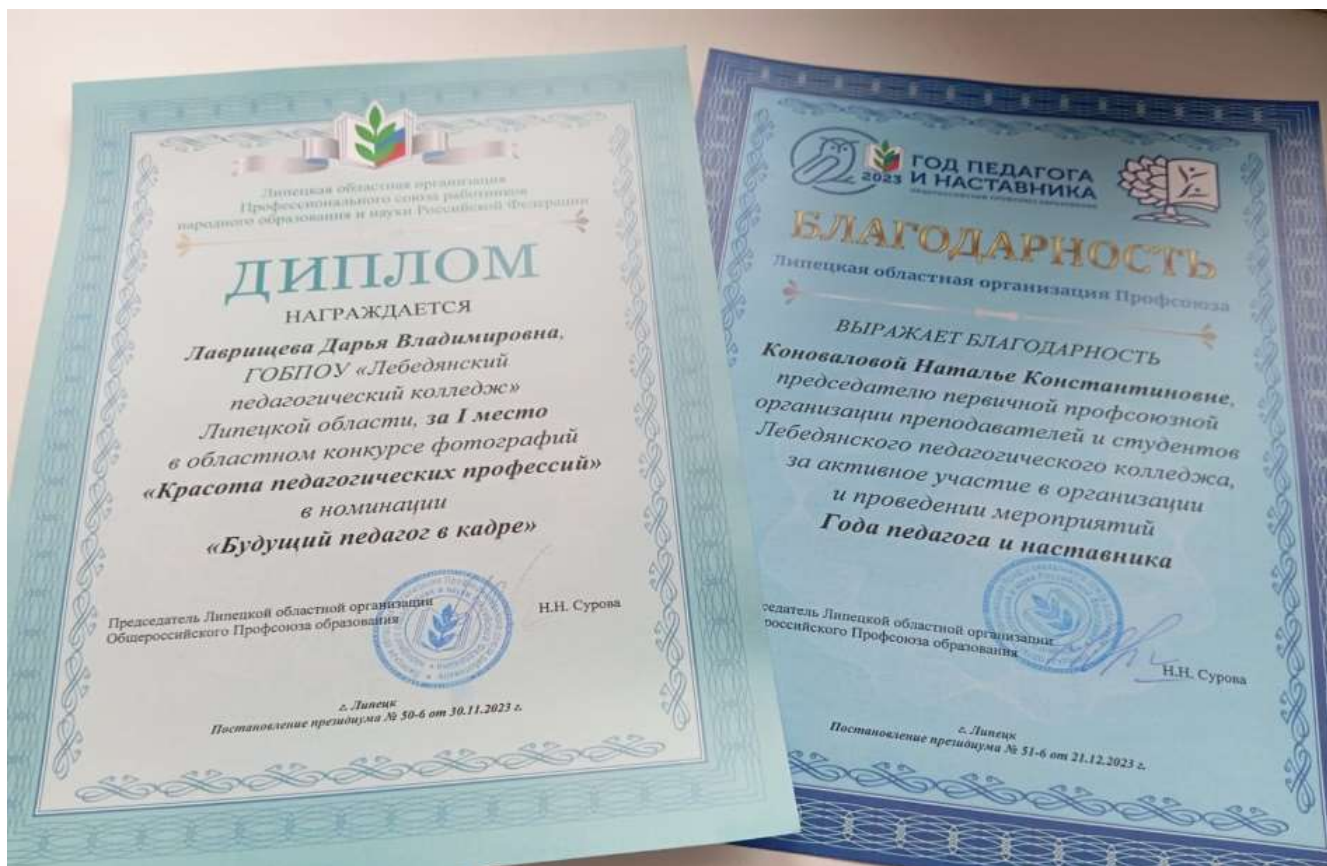 Липецкая областная организация
Профессионального союза работников
народного образования и науки Российской Федерации
ДИПЛОМ
НАГРАЖДАЕТСЯ
Лаврищева Дарья Владимировна,
ГОБПОУ «Лебедянский
педагогический колледж»
Липецкой области, за I место
в областном конкурсе фотографий
«Красота педагогических профессий»
в номинации
«Будущий педагог в кадре»
Председатель Липецкой областной организации
Общероссийского Профсоюза образования
Н.Н. Сурова
г. Липецк
Постановление президиума № 50-6 от 30.11.2023 г.
2023
ГОД ПЕДАГОГА
И НАСТАВНИКА
БЛАГОДАРНОСТЬ
Липецкая областная организация Профсоюза
ВЫРАЖАЕТ БЛАГОДАРНОСТЬ
Коноваловой Наталье Константиновне,
председателю первичной профсоюзной
организации преподавателей и студентов
Лебедянского педагогического колледжа,
за активное участие в организации
и проведении мероприятий
Года педагога и наставника
седатель Липецкой областной организации
российского Профсоюза образования
Н.Н. Сурова
г. Липецк
Постановление президиума № 51-6 от 21.12.2023 г.